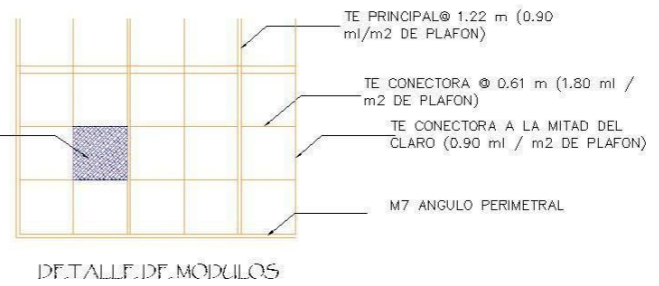 TE PRINCIPAL@ 1.22 m (0.90
ml/m2 DE PLAFON)
TE CONECTORA @ 0.61 m (1.80 ml /
m2 DE PLAFON)
TE CONECTORA A LA MITAD DEL
CLARO (0.90 ml / m2 DE PLAFON)
M7 ANGULO PERIMETRAL
DETALLE DE MODULOS